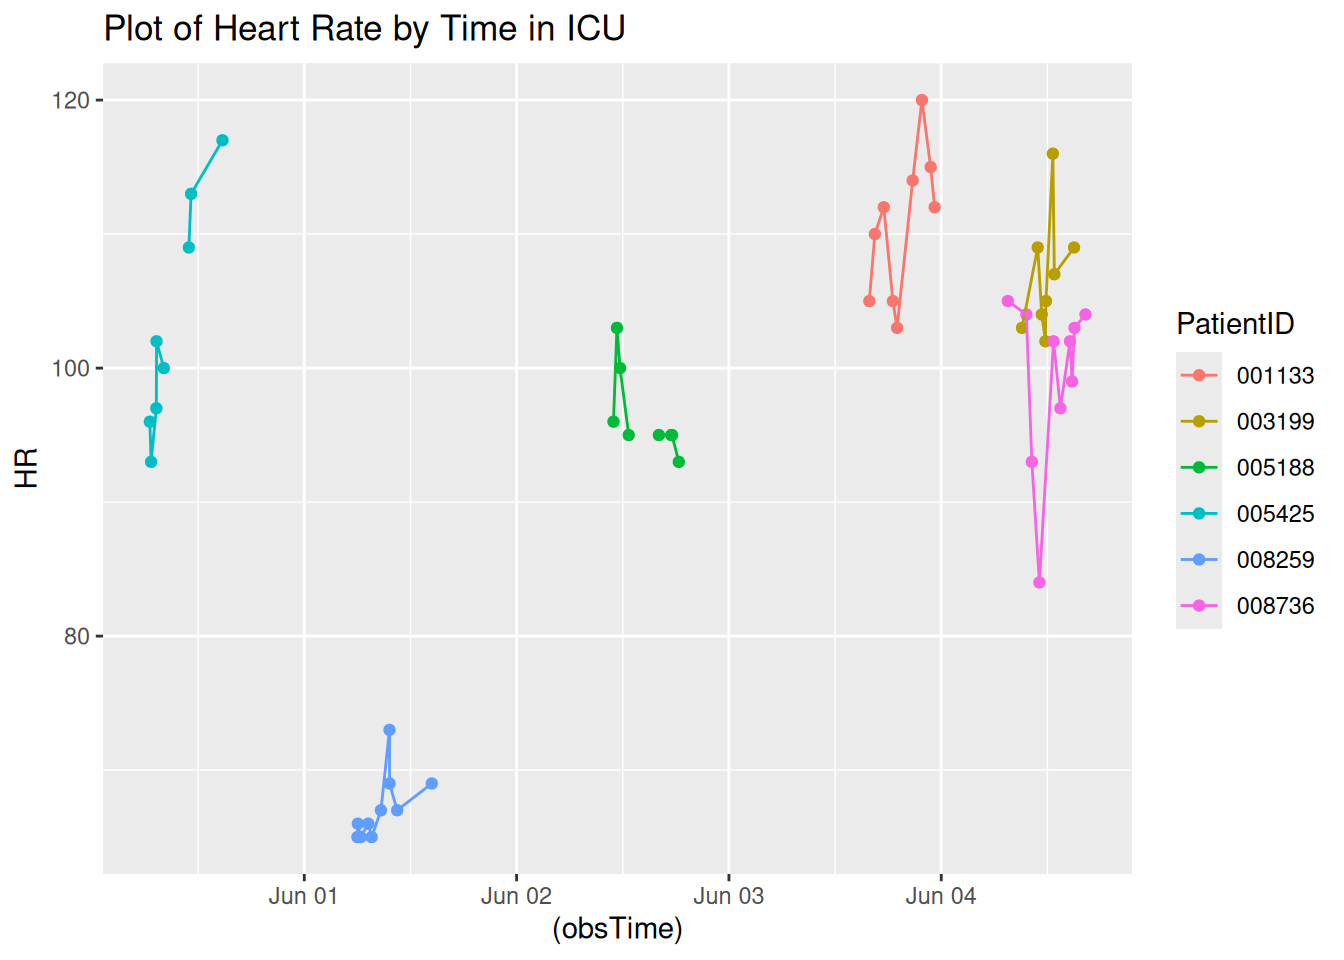 Plot of Heart Rate by Time in ICU
120
100
80
HR
Jun 01
Jun 02
Jun 03
Jun 04
(obsTime)
PatientID
001133
003199
005188
005425
008259
008736